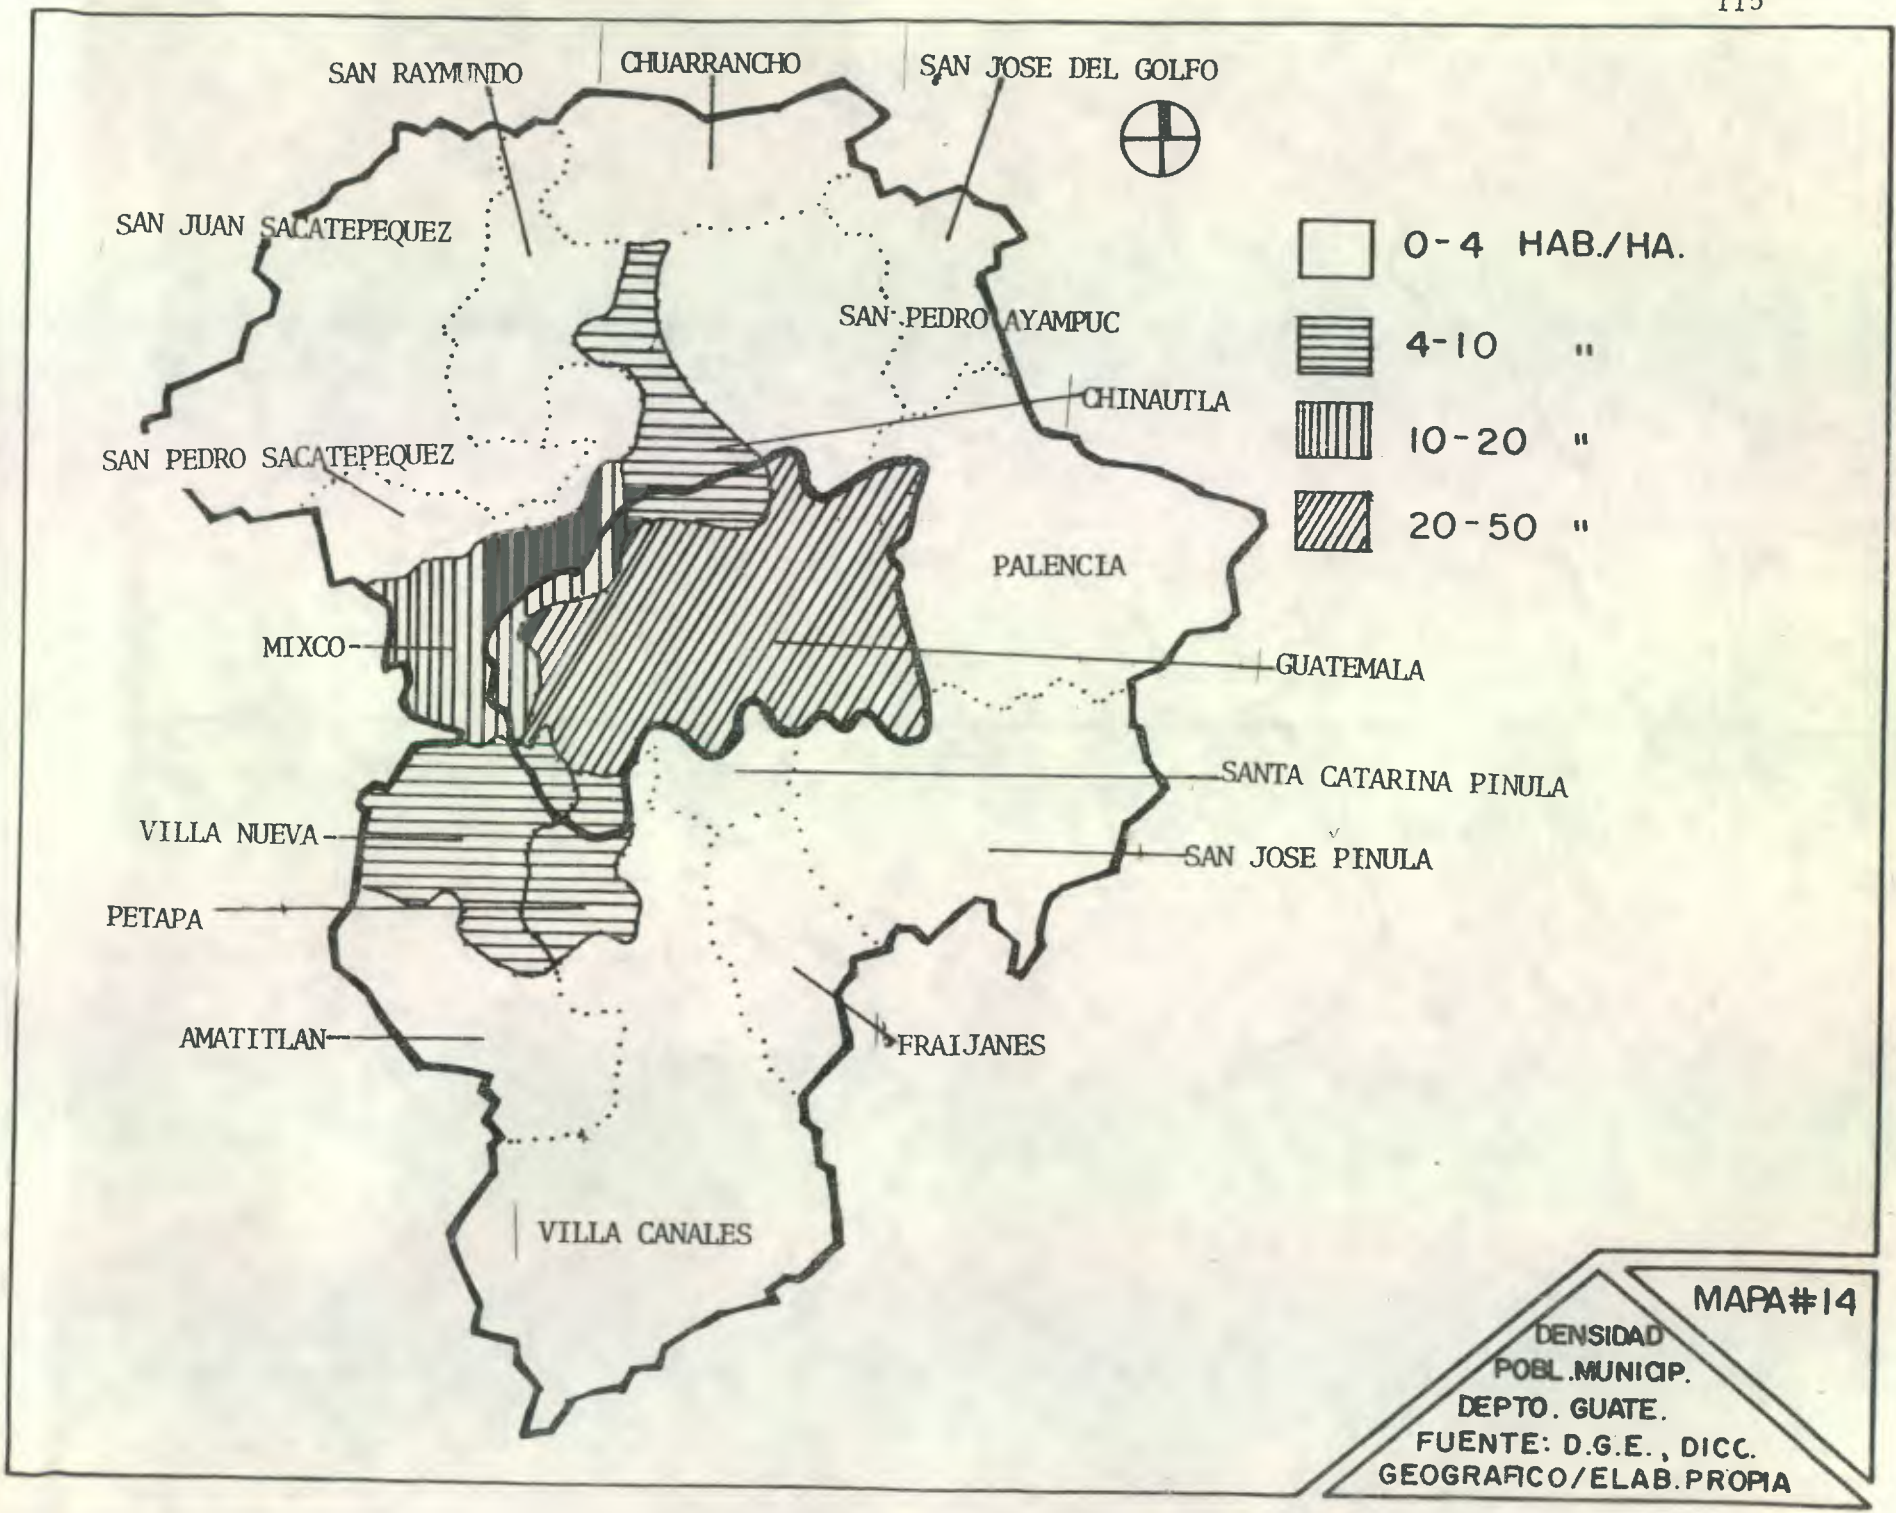 115
SAN RAYMUNDO
CHUARRANCHO
SAN JOSE DEL GOLFO
SAN JUAN SACATEPEQUEZ
0-4 HAB./HA.
SAN PEDRO AYAMPUC
4-10 "
CHINAUTLA
10-20 "
SAN PEDRO SACATEPEQUEZ
20-50 "
PALENCIA
MIXCO
GUATEMALA
SANTA CATARINA PINULA
VILLA NUEVA
SAN JOSE PINULA
PETAPA
AMATITLAN
FRAIJANES
VILLA CANALES
MAPA#14
DENSIDAD
POBL.MUNICIP.
DEPTO. GUATE.
FUENTE: D.G.E., DICC.
GEOGRAFICO/ELAB.PROPIA